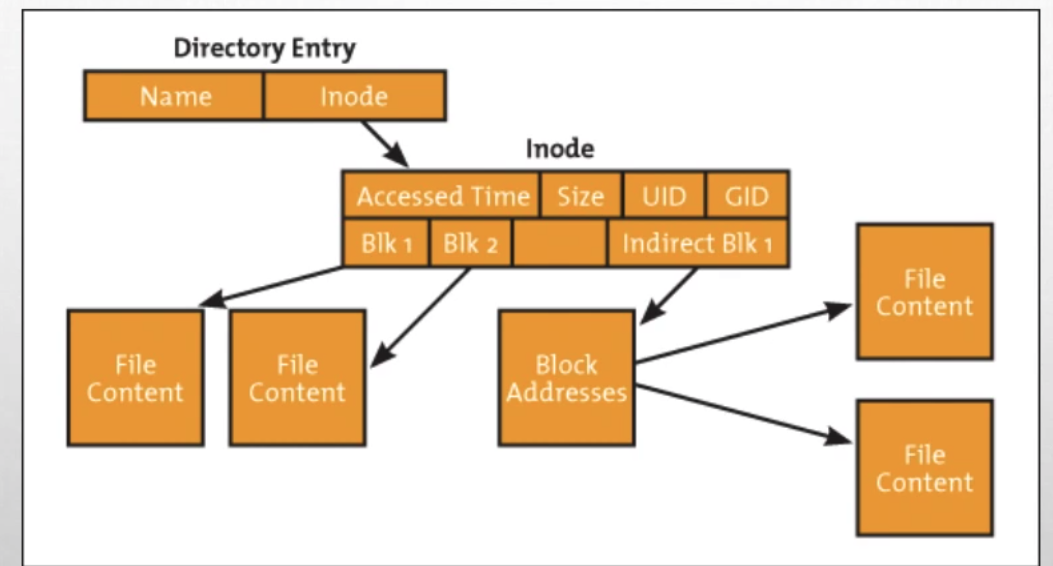 Directory Entry
Name Inode
Inode
Accessed Time Size UID GID
Blk 1 Blk 2 Indirect Blk 1
File
Content
File
Content
Block
Addresses
File
Content
File
Content